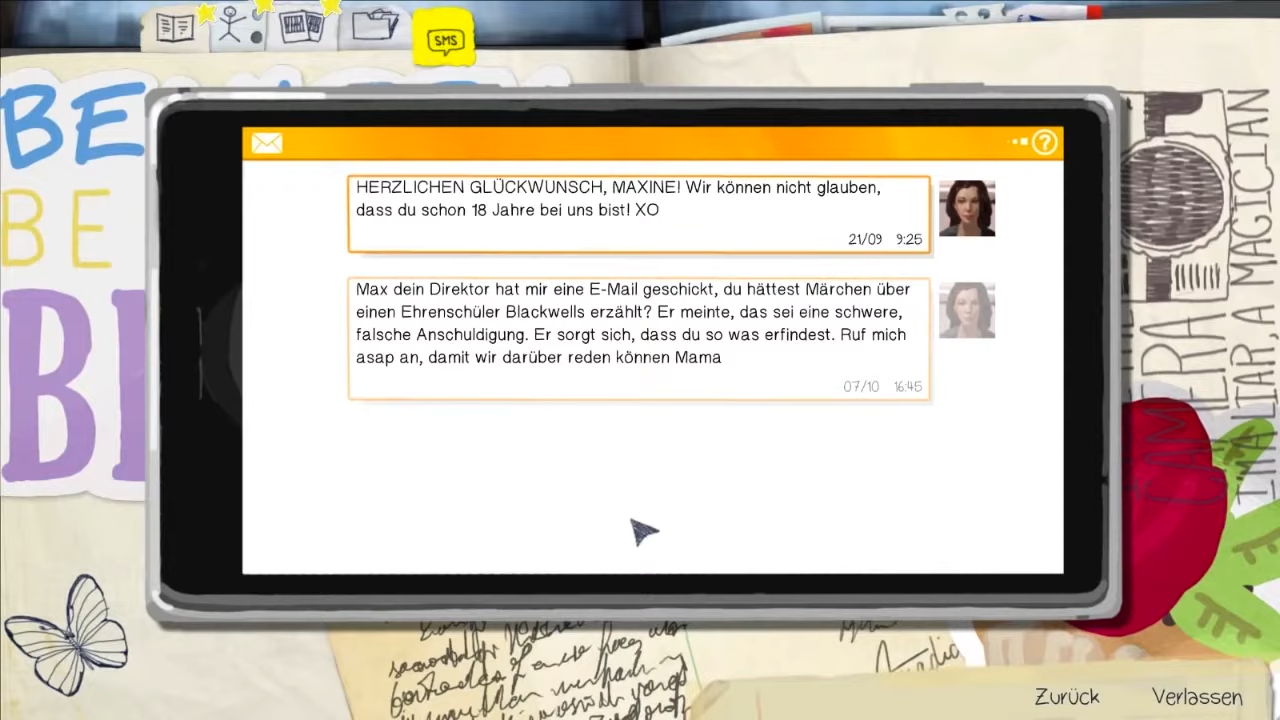 SMS
BE
BE
HERZLICHEN GLÜCKWUNSCH, MAXINE! Wir können nicht glauben,
dass du schon 18 Jahre bei uns bist! XO
21/09 9:25
Max dein Direktor hat mir eine E-Mail geschickt, du hättest Märchen über
einen Ehrenschüler Blackwells erzählt? Er meinte, das sei eine schwere,
falsche Anschuldigung. Er sorgt sich, dass du so was erfindest. Ruf mich
asap an, damit wir darüber reden können Mama
07/10 16:45
?
CAMERA
LIAR, A MAGICIAN
Zurück Verlassen